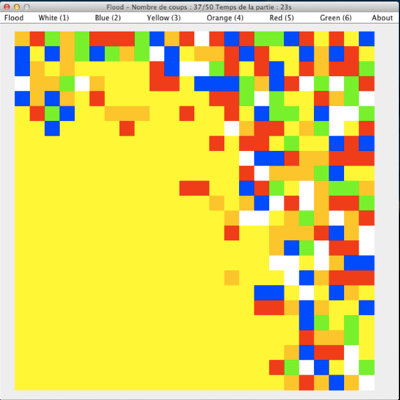 Flood - Nombre de coups : 37/50 Temps de la partie : 23s
Flood White (1) Blue (2) Yellow (3) Orange (4) Red (5) Green (6) About